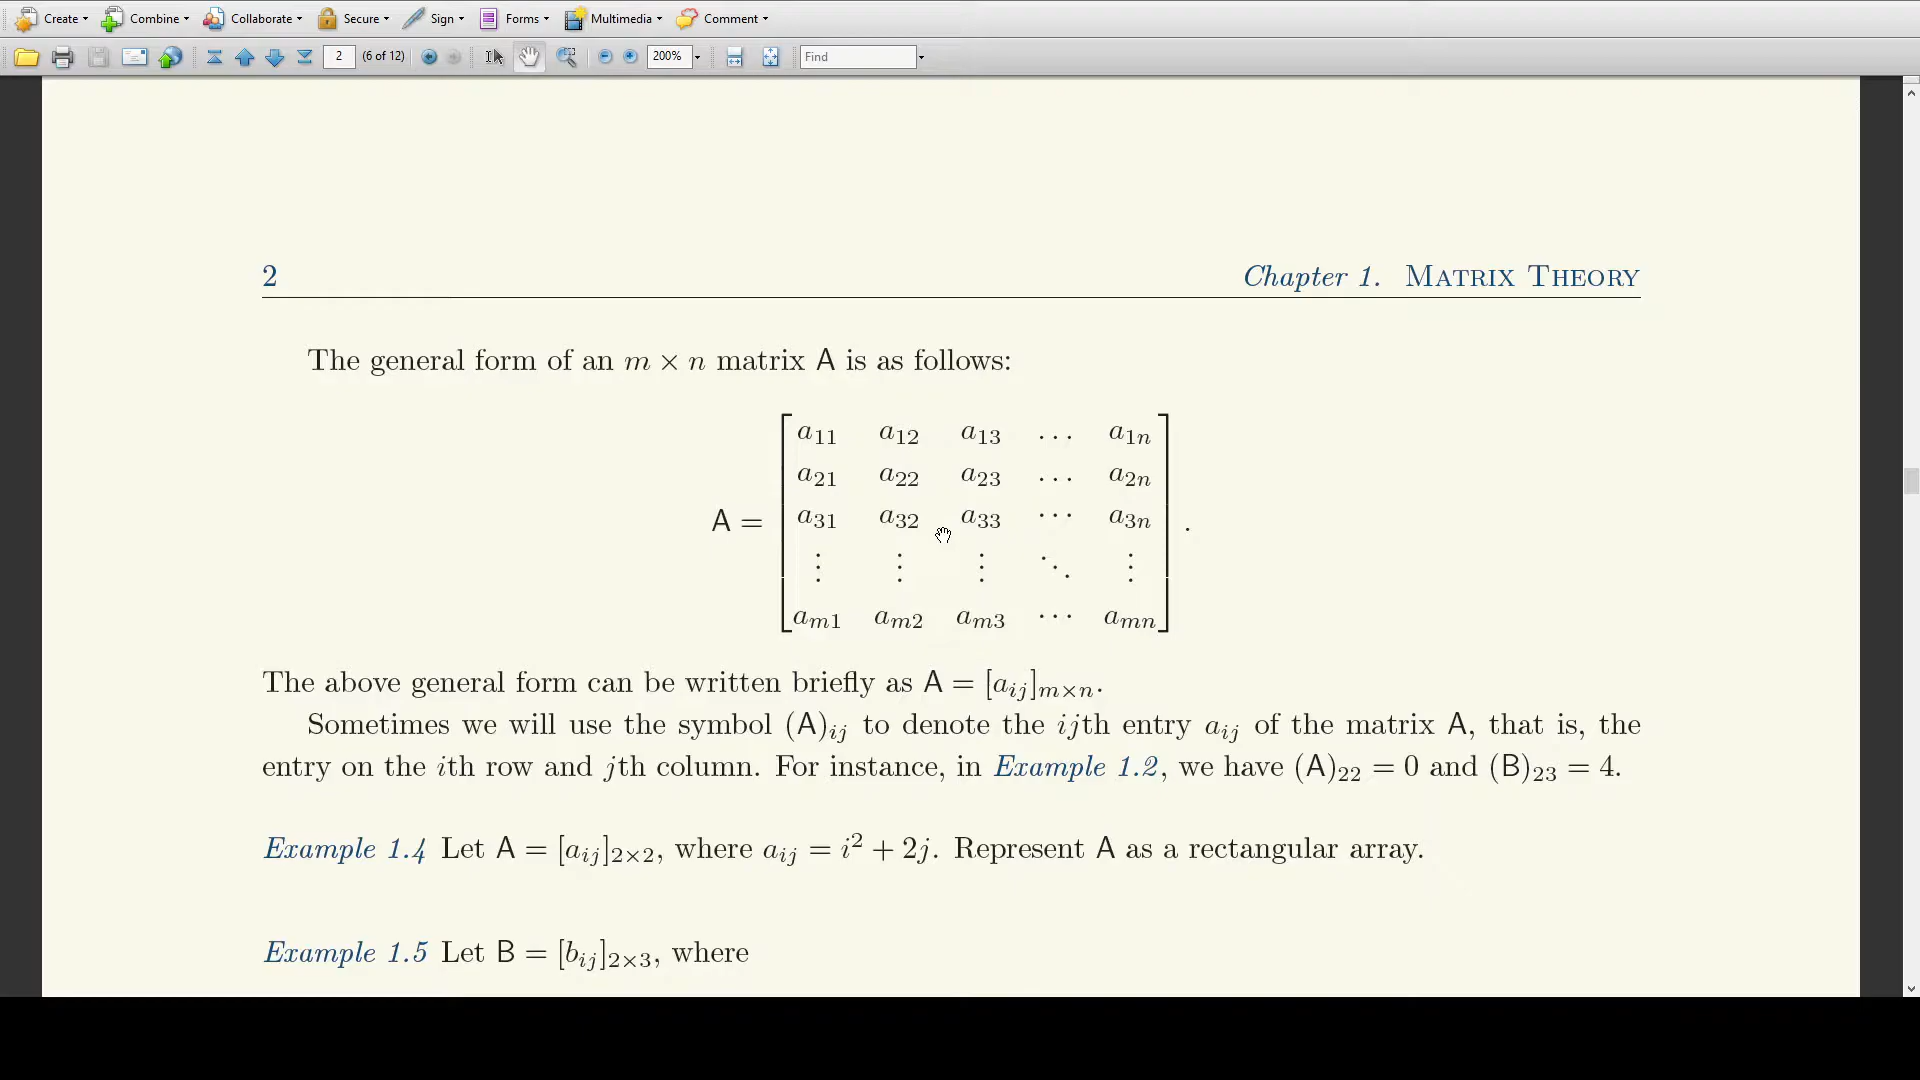 Create Combine Collaborate Secure Sign Forms Multimedia Comment
2 (6 of 12) 200% Find
2 Chapter 1. MATRIX THEORY
The general form of an m × n matrix A is as follows:
a11 a12 a13 ⋯ a1n
a21 a22 a23 ⋯ a2n
A = a31 a32 a33 ⋯ a3n .
⋮ ⋮ ⋮ ⋱ ⋮
am1 am2 am3 ⋯ amn
The above general form can be written briefly as A = [aij]m×n.
Sometimes we will use the symbol (A)ij to denote the ijth entry aij of the matrix A, that is, the
entry on the ith row and jth column. For instance, in Example 1.2, we have (A)22 = 0 and (B)23 = 4.
Example 1.4 Let A = [aij]2×2, where aij = i² + 2j. Represent A as a rectangular array.
Example 1.5 Let B = [bij]2×3, where